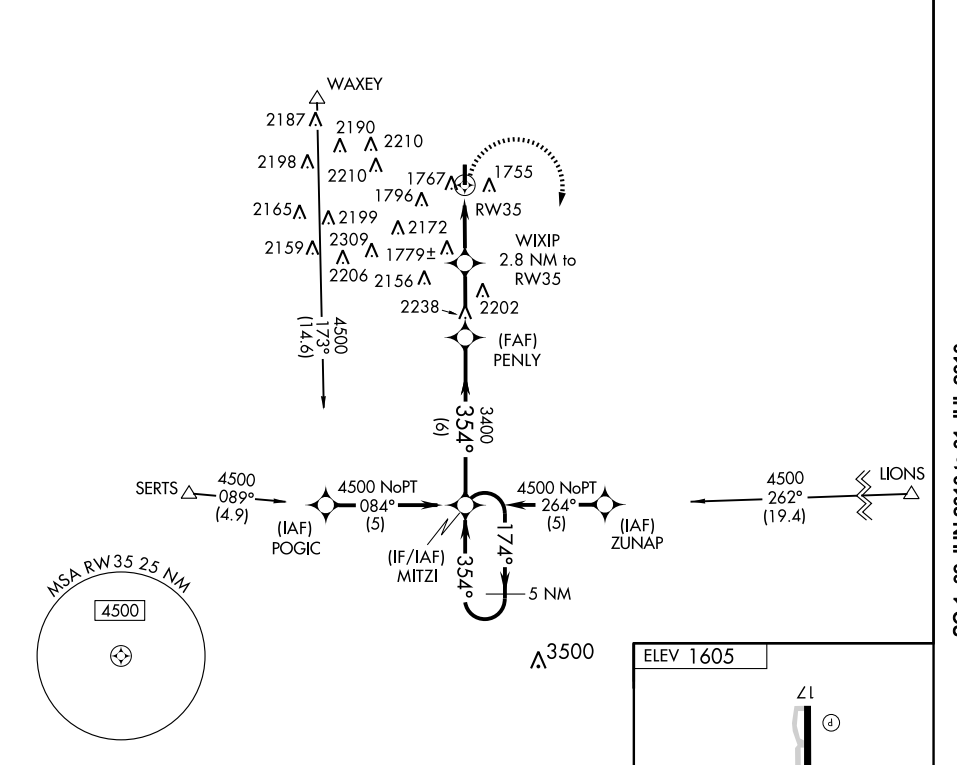 WAXEY
2187
2190
2210
2198
2210
1767
1755
1796
RW35
2165
2199
2172
2309
WIXIP
2.8 NM to
RW35
2159
1779±
2206
2156
2238
2202
4500
173°
(14.6)
(FAF)
PENLY
3400
354°
(6)
SERTS
4500
089°
(4.9)
4500 NoPT
084°
(5)
4500 NoPT
264°
(5)
4500
262°
(19.4)
LIONS
(IAF)
POGIC
(IF/IAF)
MITZI
(IAF)
ZUNAP
354°
174°
5 NM
MSA RW35 25 NM
4500
3500
ELEV 1605
17
P